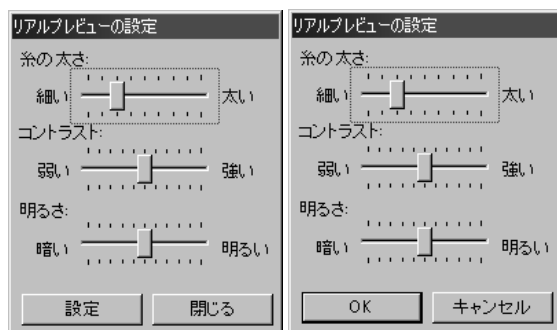 リアルプレビューの設定
糸の太さ:
細い 太い
コントラスト:
弱い 強い
明るさ:
暗い 明るい
設定 閉じる
リアルプレビューの設定
糸の太さ:
細い 太い
コントラスト:
弱い 強い
明るさ:
暗い 明るい
OK キャンセル